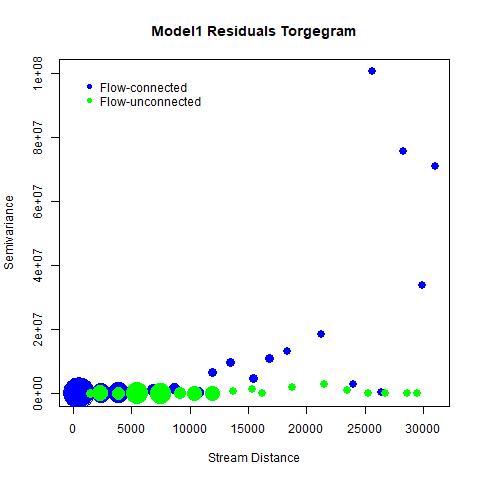 Model1 Residuals Torgegram
Flow-connected
Flow-unconnected
Semivariance
1e+08
8e+07
6e+07
4e+07
2e+07
0e+00
0 5000 10000 15000 20000 25000 30000
Stream Distance